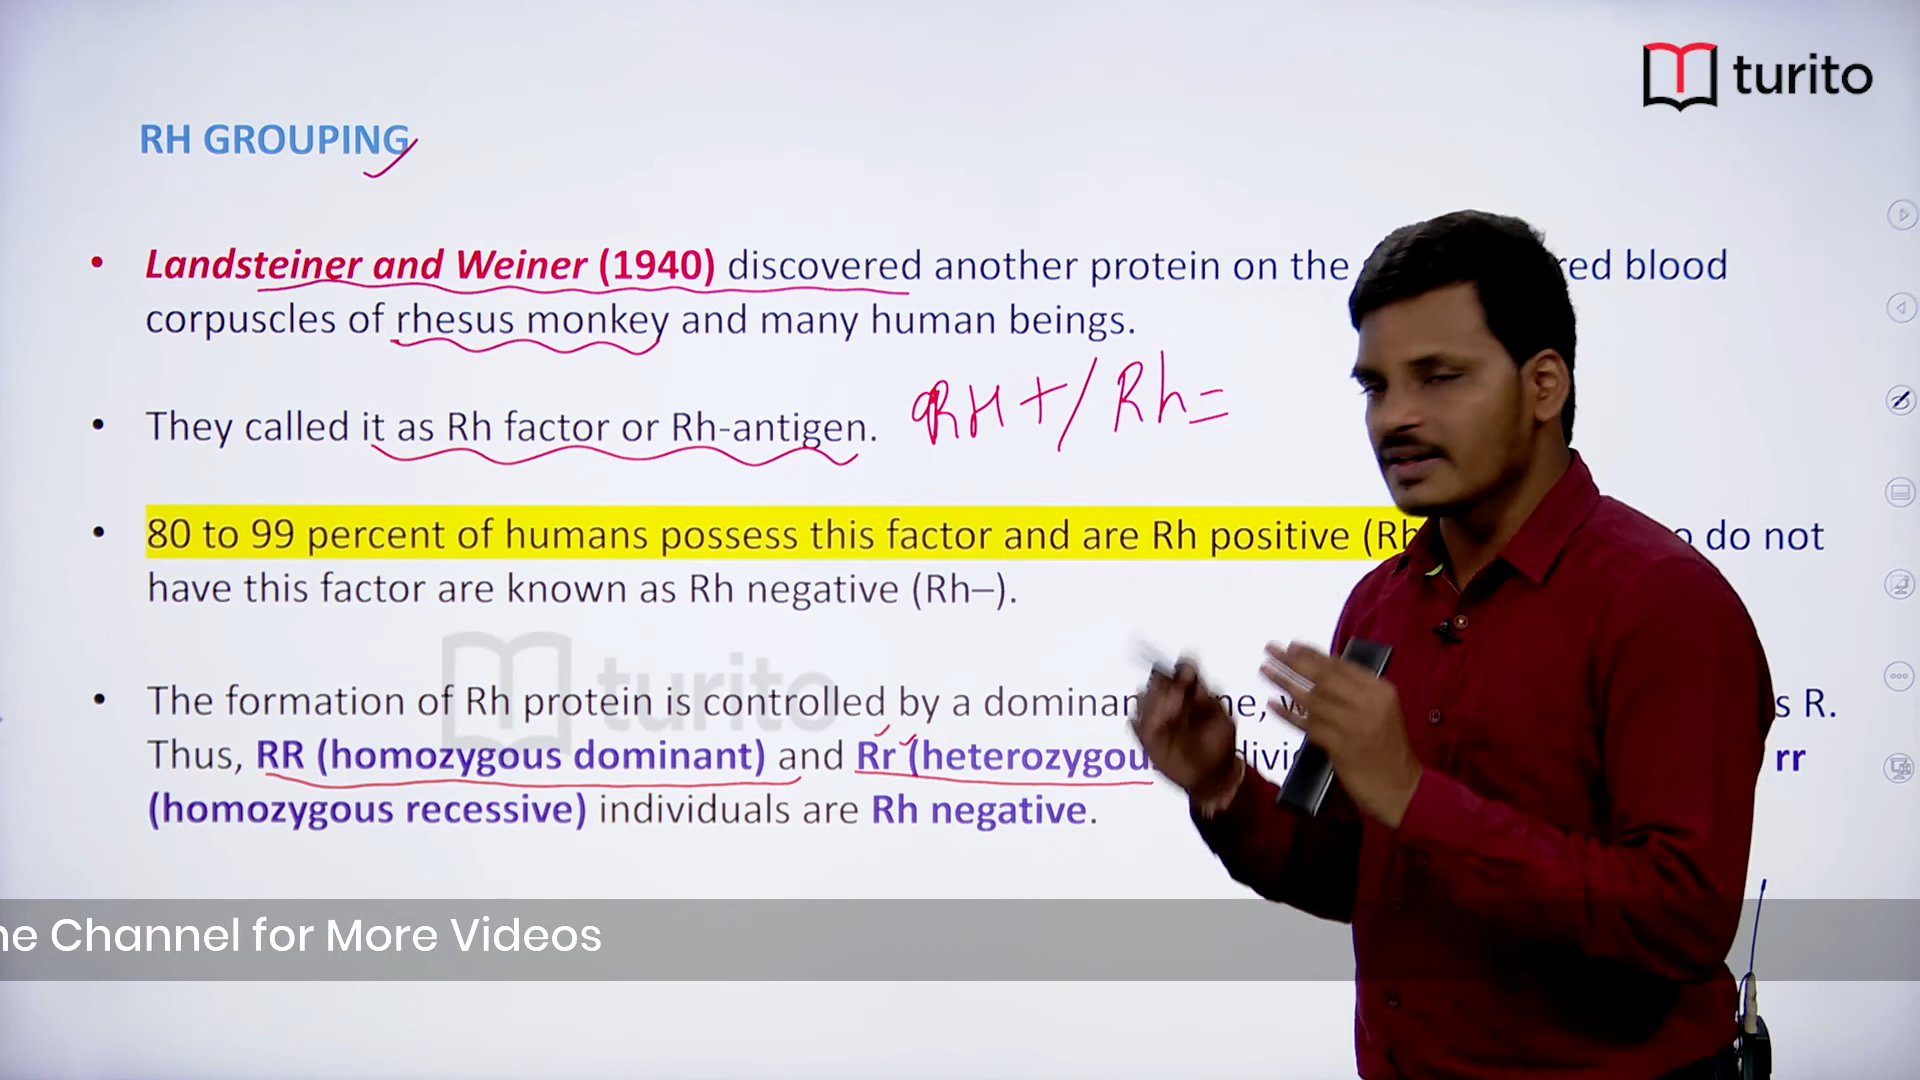 turito
RH GROUPING
• Landsteiner and Weiner (1940) discovered another protein on the red blood
corpuscles of rhesus monkey and many human beings.
• They called it as Rh factor or Rh-antigen. RH + / Rh =
• 80 to 99 percent of humans possess this factor and are Rh positive (Rh do not
have this factor are known as Rh negative (Rh–).
turito
• The formation of Rh protein is controlled by a s R.
Thus, RR (homozygous dominant) and Rr (heterozygou rr
(homozygous recessive) individuals are Rh negative.
Channel for More Videos